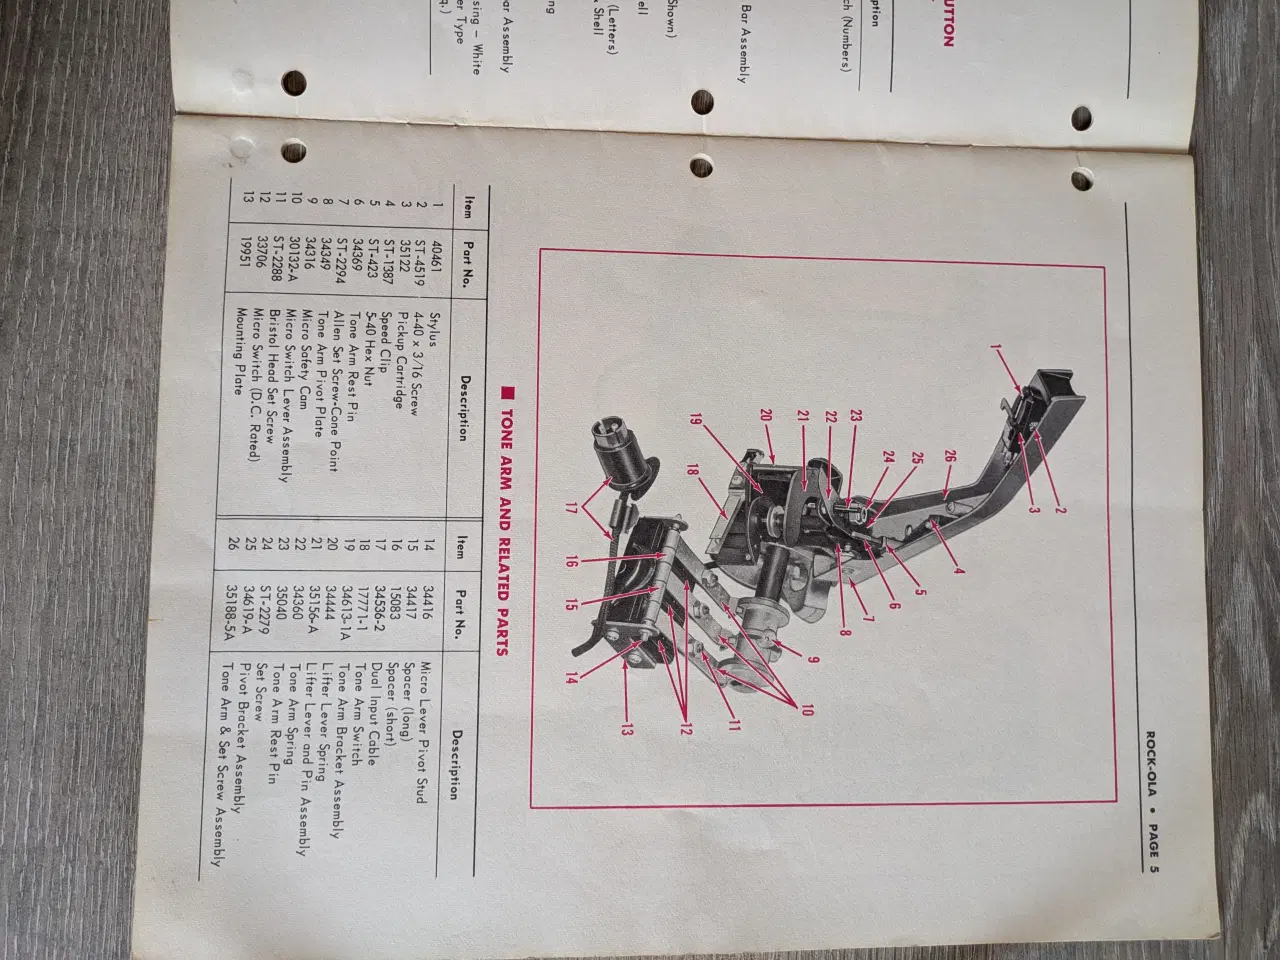 UTTON
ption
ch (Numbers)
Bar Assembly
Shown)
ell
(Letters)
Shell
ng
ar Assembly
sing – White
er Type
ROCK-OLA • PAGE 5
1
2
3
4
5
6
7
8
9
10
11
12
13
14
15
16
17
18
19
20
21
22
23
24
25
26
■ TONE ARM AND RELATED PARTS
Item Part No. Description Item Part No. Description
1 40461 Stylus 14 34416 Micro Lever Pivot Stud
2 ST-4519 4-40 x 3/16 Screw 15 34417 Spacer (long)
3 35122 Pickup Cartridge 16 15083 Spacer (short)
4 ST-1387 Speed Clip 17 34536-2 Dual Input Cable
5 ST-423 5-40 Hex Nut 18 17771-1 Tone Arm Switch
6 34369 Tone Arm Rest Pin 19 34613-1A Tone Arm Bracket Assembly
7 ST-2294 Allen Set Screw-Cone Point 20 34444 Lifter Lever Spring
8 34349 Tone Arm Pivot Plate 21 35156-A Lifter Lever and Pin Assembly
9 34316 Micro Safety Cam 22 34360 Tone Arm Spring
10 30132-A Micro Switch Lever Assembly 23 35040 Tone Arm Rest Pin
11 ST-2288 Bristol Head Set Screw 24 ST-2279 Set Screw
12 33706 Micro Switch (D.C. Rated) 25 34619-A Pivot Bracket Assembly
13 19951 Mounting Plate 26 35188-5A Tone Arm & Set Screw Assembly